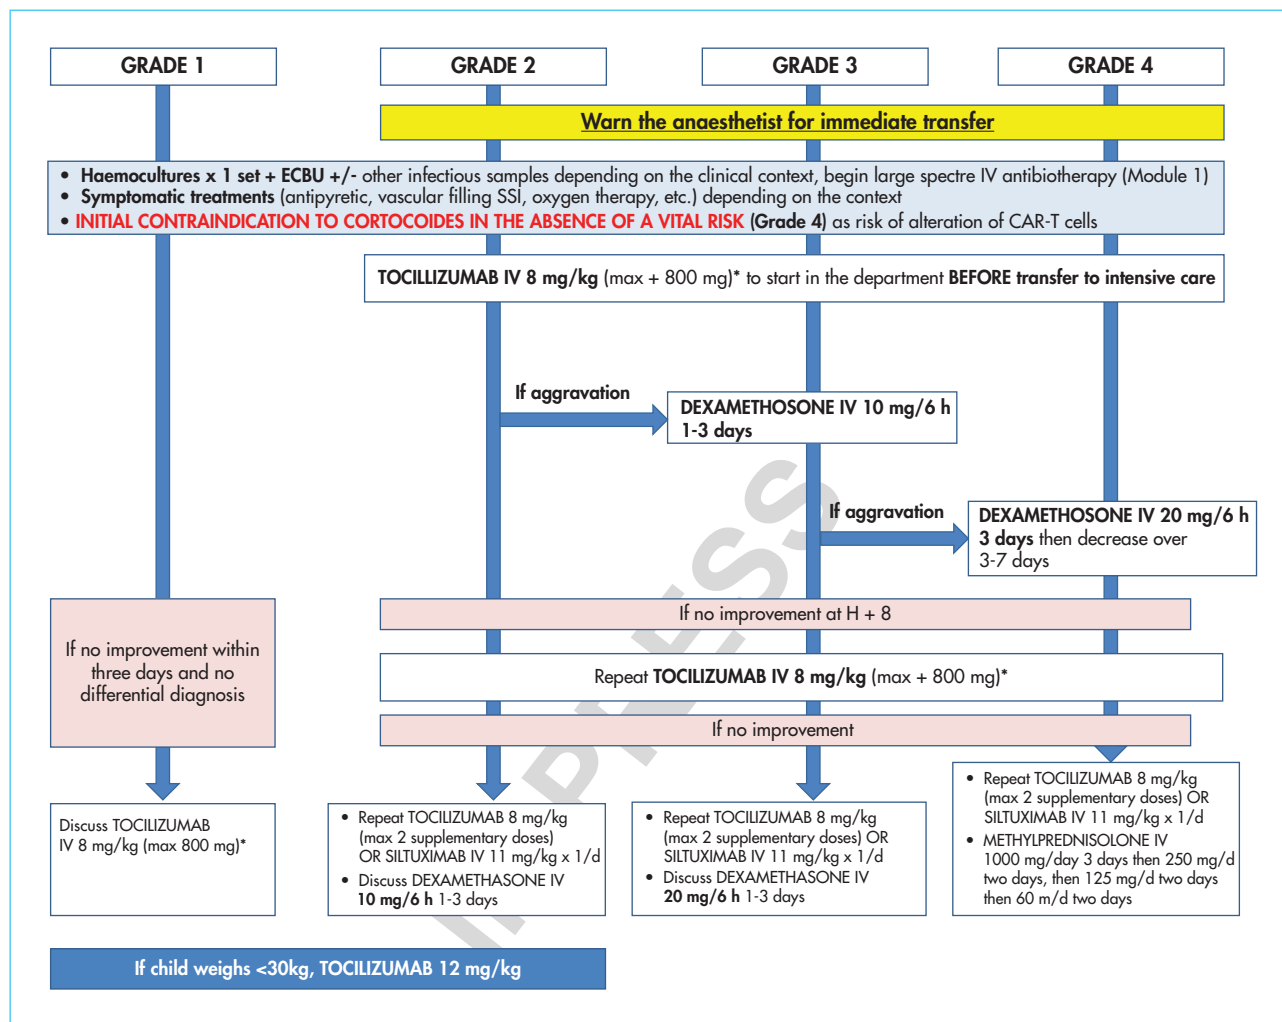 GRADE 1
GRADE 2
GRADE 3
GRADE 4
Warn the anaesthetist for immediate transfer
• Haemocultures x 1 set + ECBU +/- other infectious samples depending on the clinical context, begin large spectre IV antibiotherapy (Module 1)
• Symptomatic treatments (antipyretic, vascular filling SSI, oxygen therapy, etc.) depending on the context
• INITIAL CONTRAINDICATION TO CORTOCOIDES IN THE ABSENCE OF A VITAL RISK (Grade 4) as risk of alteration of CAR-T cells
TOCILLIZUMAB IV 8 mg/kg (max + 800 mg)* to start in the department BEFORE transfer to intensive care
If aggravation
DEXAMETHOSONE IV 10 mg/6 h
1-3 days
If aggravation
DEXAMETHOSONE IV 20 mg/6 h
3 days then decrease over
3-7 days
If no improvement within
three days and no
differential diagnosis
If no improvement at H + 8
Repeat TOCILIZUMAB IV 8 mg/kg (max + 800 mg)*
If no improvement
Discuss TOCILIZUMAB
IV 8 mg/kg (max 800 mg)*
• Repeat TOCILIZUMAB 8 mg/kg
(max 2 supplementary doses)
OR SILTUXIMAB IV 11 mg/kg x 1/d
• Discuss DEXAMETHASONE IV
10 mg/6 h 1-3 days
• Repeat TOCILIZUMAB 8 mg/kg
(max 2 supplementary doses) OR
SILTUXIMAB IV 11 mg/kg x 1/d
• Discuss DEXAMETHASONE IV
20 mg/6 h 1-3 days
• Repeat TOCILIZUMAB 8 mg/kg
(max 2 supplementary doses) OR
SILTUXIMAB IV 11 mg/kg x 1/d
• METHYLPREDNISOLONE IV
1000 mg/day 3 days then 250 mg/d
two days, then 125 mg/d two days
then 60 m/d two days
If child weighs <30kg, TOCILIZUMAB 12 mg/kg
IN PRESS